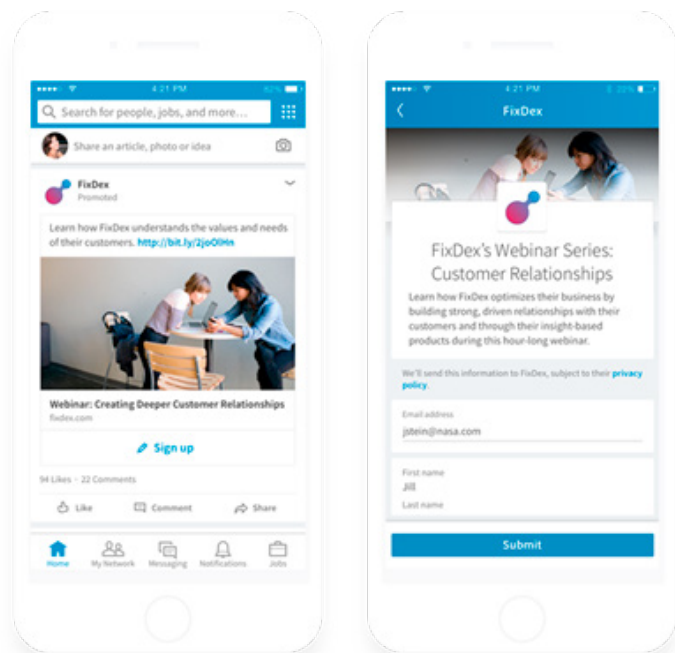 4:21 PM
82%
Search for people, jobs, and more...
Share an article, photo or idea
FixDex
Promoted
Learn how FixDex understands the values and needs
of their customers. http://bit.ly/2joOlHn
Webinar: Creating Deeper Customer Relationships
fixdex.com
Sign up
94 Likes - 22 Comments
Like
Comment
Share
Home
My Network
Messaging
Notifications
Jobs
4:21 PM
22%
FixDex
FixDex's Webinar Series:
Customer Relationships
Learn how FixDex optimizes their business by
building strong, driven relationships with their
customers and through their insight-based
products during this hour-long webinar.
We'll send this information to FixDex, subject to their privacy
policy.
Email address
jstein@nasa.com
First name
Jill
Last name
Submit